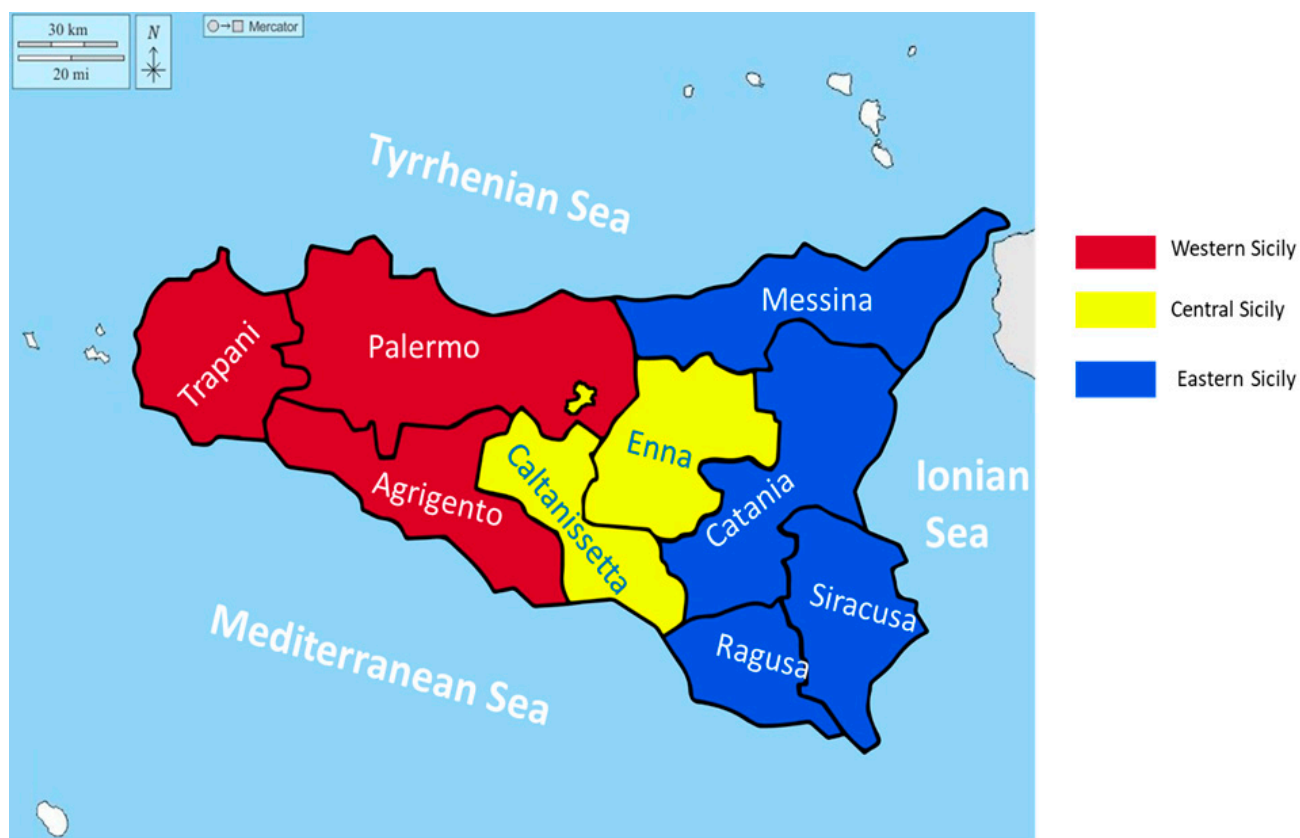 30 km
20 mi
N
Mercator
Tyrrhenian Sea
Messina
Palermo
Trapani
Enna
Caltanissetta
Agrigento
Catania
Ionian
Sea
Siracusa
Ragusa
Mediterranean Sea
Western Sicily
Central Sicily
Eastern Sicily